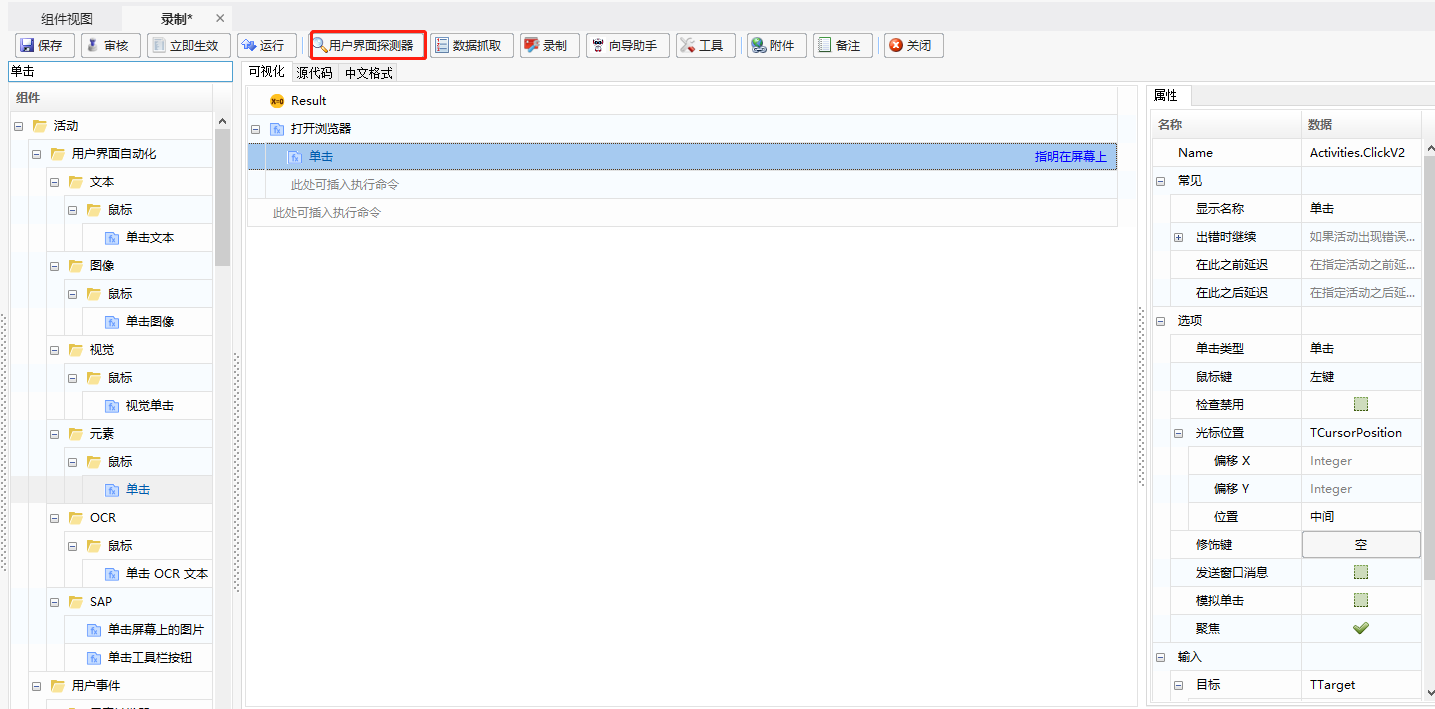 组件视图 录制*
保存 审核 立即生效 运行 用户界面探测器 数据抓取 录制 向导助手 工具 附件 备注 关闭
单击
可视化 源代码 中文格式
组件
活动
用户界面自动化
文本
鼠标
单击文本
图像
鼠标
单击图像
视觉
鼠标
视觉单击
元素
鼠标
单击
OCR
鼠标
单击 OCR 文本
SAP
单击屏幕上的图片
单击工具栏按钮
用户事件
Result
打开浏览器
单击 指明在屏幕上
此处可插入执行命令
此处可插入执行命令
属性
名称 数据
Name Activities.ClickV2
常见
显示名称 单击
出错时继续 如果活动出现错误...
在此之前延迟 在指定活动之前延...
在此之后延迟 在指定活动之后延...
选项
单击类型 单击
鼠标键 左键
检查禁用
光标位置 TCursorPosition
偏移 X Integer
偏移 Y Integer
位置 中间
修饰键 空
发送窗口消息
模拟单击
聚焦
输入
目标 TTarget